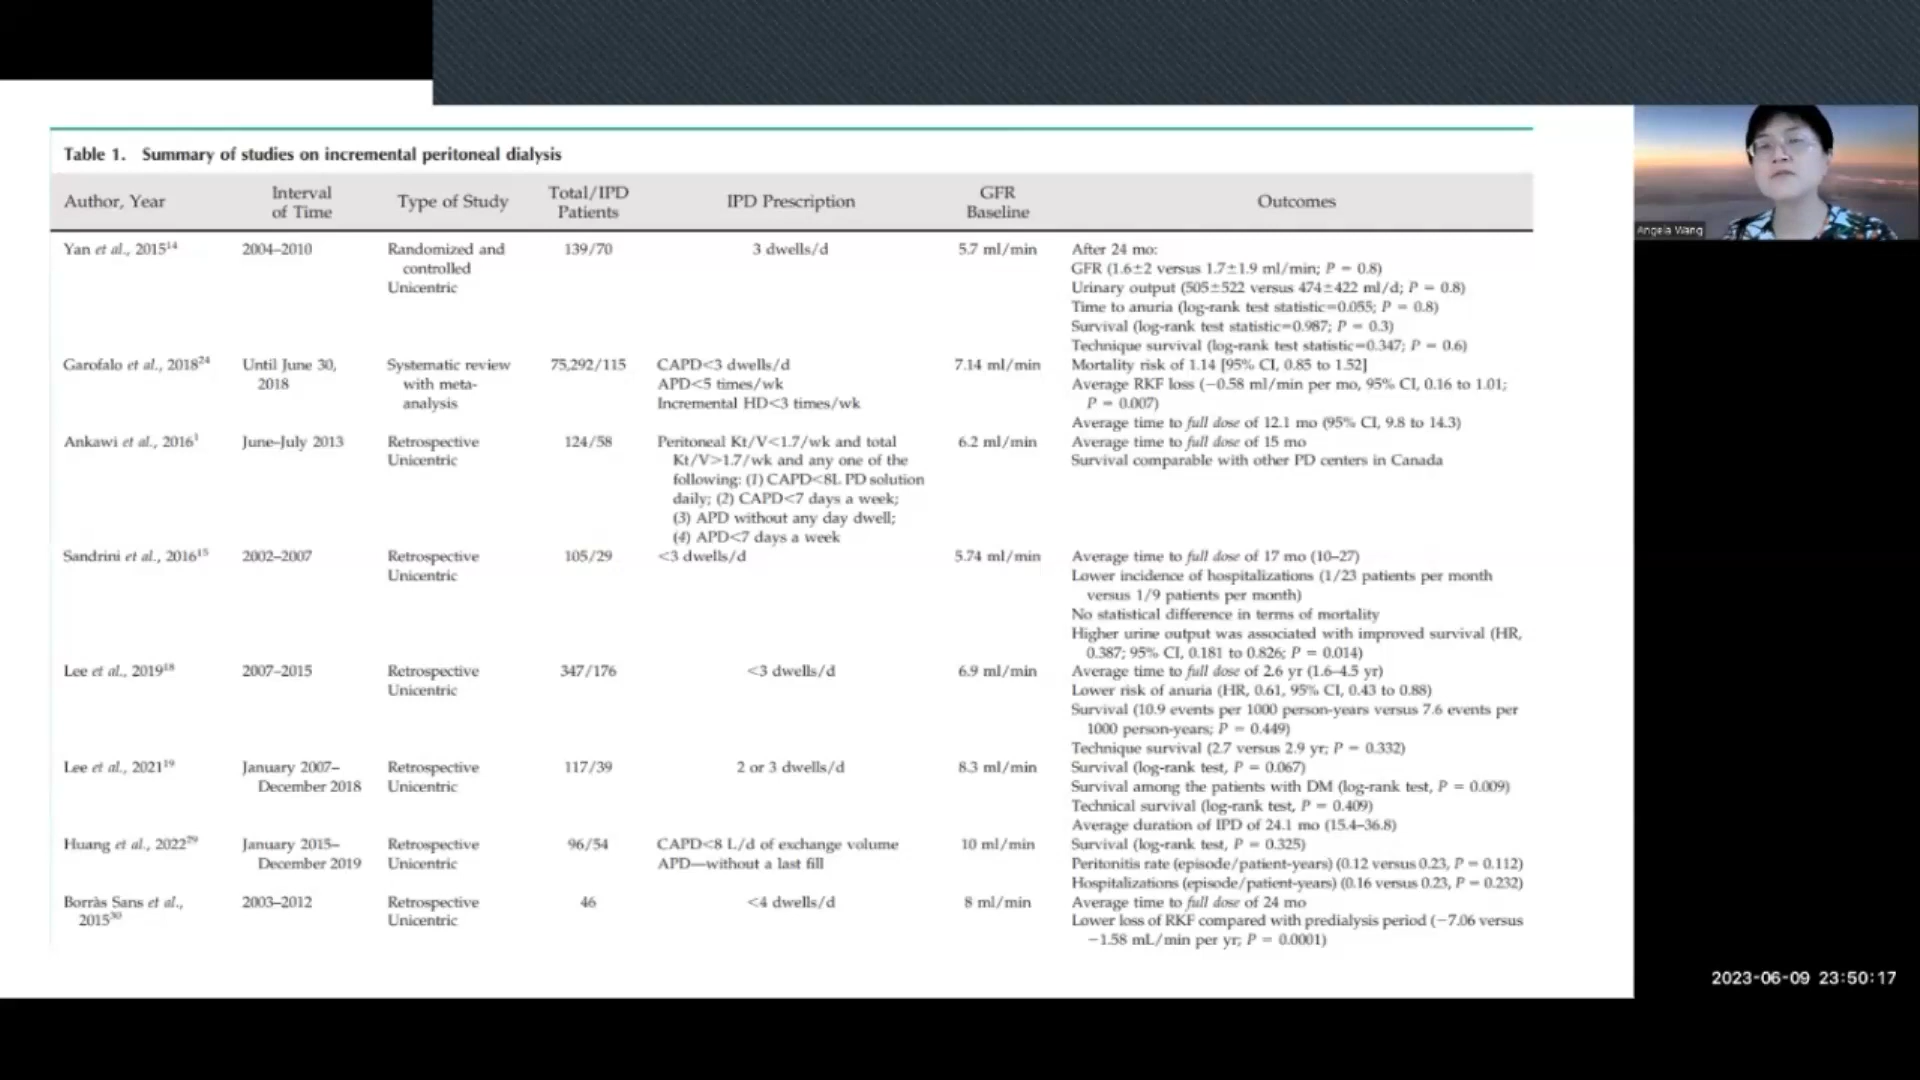 Table 1. Summary of studies on incremental peritoneal dialysis
Author, Year
Interval
of Time
Type of Study
Total/IPD
Patients
IPD Prescription
GFR
Baseline
Outcomes
Yan et al., 2015¹⁴
2004–2010
Randomized and
controlled
Unicentric
139/70
3 dwells/d
5.7 ml/min
After 24 mo:
GFR (1.6±2 versus 1.7±1.9 ml/min; P = 0.8)
Urinary output (505±522 versus 474±422 ml/d; P = 0.8)
Time to anuria (log-rank test statistic=0.055; P = 0.8)
Survival (log-rank test statistic=0.987; P = 0.3)
Technique survival (log-rank test statistic=0.347; P = 0.6)
Garofalo et al., 2018²⁴
Until June 30,
2018
Systematic review
with meta-
analysis
75,292/115
CAPD<3 dwells/d
APD<5 times/wk
Incremental HD<3 times/wk
7.14 ml/min
Mortality risk of 1.14 [95% CI, 0.85 to 1.52]
Average RKF loss (−0.58 ml/min per mo, 95% CI, 0.16 to 1.01;
P = 0.007)
Average time to full dose of 12.1 mo (95% CI, 9.8 to 14.3)
Ankawi et al., 2016¹
June–July 2013
Retrospective
Unicentric
124/58
Peritoneal Kt/V<1.7/wk and total
Kt/V>1.7/wk and any one of the
following: (1) CAPD<8L PD solution
daily; (2) CAPD<7 days a week;
(3) APD without any day dwell;
(4) APD<7 days a week
6.2 ml/min
Average time to full dose of 15 mo
Survival comparable with other PD centers in Canada
Sandrini et al., 2016¹⁵
2002–2007
Retrospective
Unicentric
105/29
<3 dwells/d
5.74 ml/min
Average time to full dose of 17 mo (10–27)
Lower incidence of hospitalizations (1/23 patients per month
versus 1/9 patients per month)
No statistical difference in terms of mortality
Higher urine output was associated with improved survival (HR,
0.387; 95% CI, 0.181 to 0.826; P = 0.014)
Lee et al., 2019¹⁸
2007–2015
Retrospective
Unicentric
347/176
<3 dwells/d
6.9 ml/min
Average time to full dose of 2.6 yr (1.6–4.5 yr)
Lower risk of anuria (HR, 0.61, 95% CI, 0.43 to 0.88)
Survival (10.9 events per 1000 person-years versus 7.6 events per
1000 person-years; P = 0.449)
Technique survival (2.7 versus 2.9 yr; P = 0.332)
Lee et al., 2021¹⁹
January 2007–
December 2018
Retrospective
Unicentric
117/39
2 or 3 dwells/d
8.3 ml/min
Survival (log-rank test, P = 0.067)
Survival among the patients with DM (log-rank test, P = 0.009)
Technical survival (log-rank test, P = 0.409)
Average duration of IPD of 24.1 mo (15.4–36.8)
Huang et al., 2022²⁹
January 2015–
December 2019
Retrospective
Unicentric
96/54
CAPD<8 L/d of exchange volume
APD—without a last fill
10 ml/min
Survival (log-rank test, P = 0.325)
Peritonitis rate (episode/patient-years) (0.12 versus 0.23, P = 0.112)
Hospitalizations (episode/patient-years) (0.16 versus 0.23, P = 0.232)
Borràs Sans et al.,
2015³⁰
2003–2012
Retrospective
Unicentric
46
<4 dwells/d
8 ml/min
Average time to full dose of 24 mo
Lower loss of RKF compared with predialysis period (−7.06 versus
−1.58 mL/min per yr; P = 0.0001)
Angela Wang
2023-06-09 23:50:17